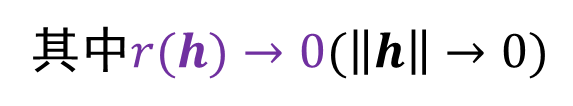 其中r(h) → 0(‖h‖ → 0)